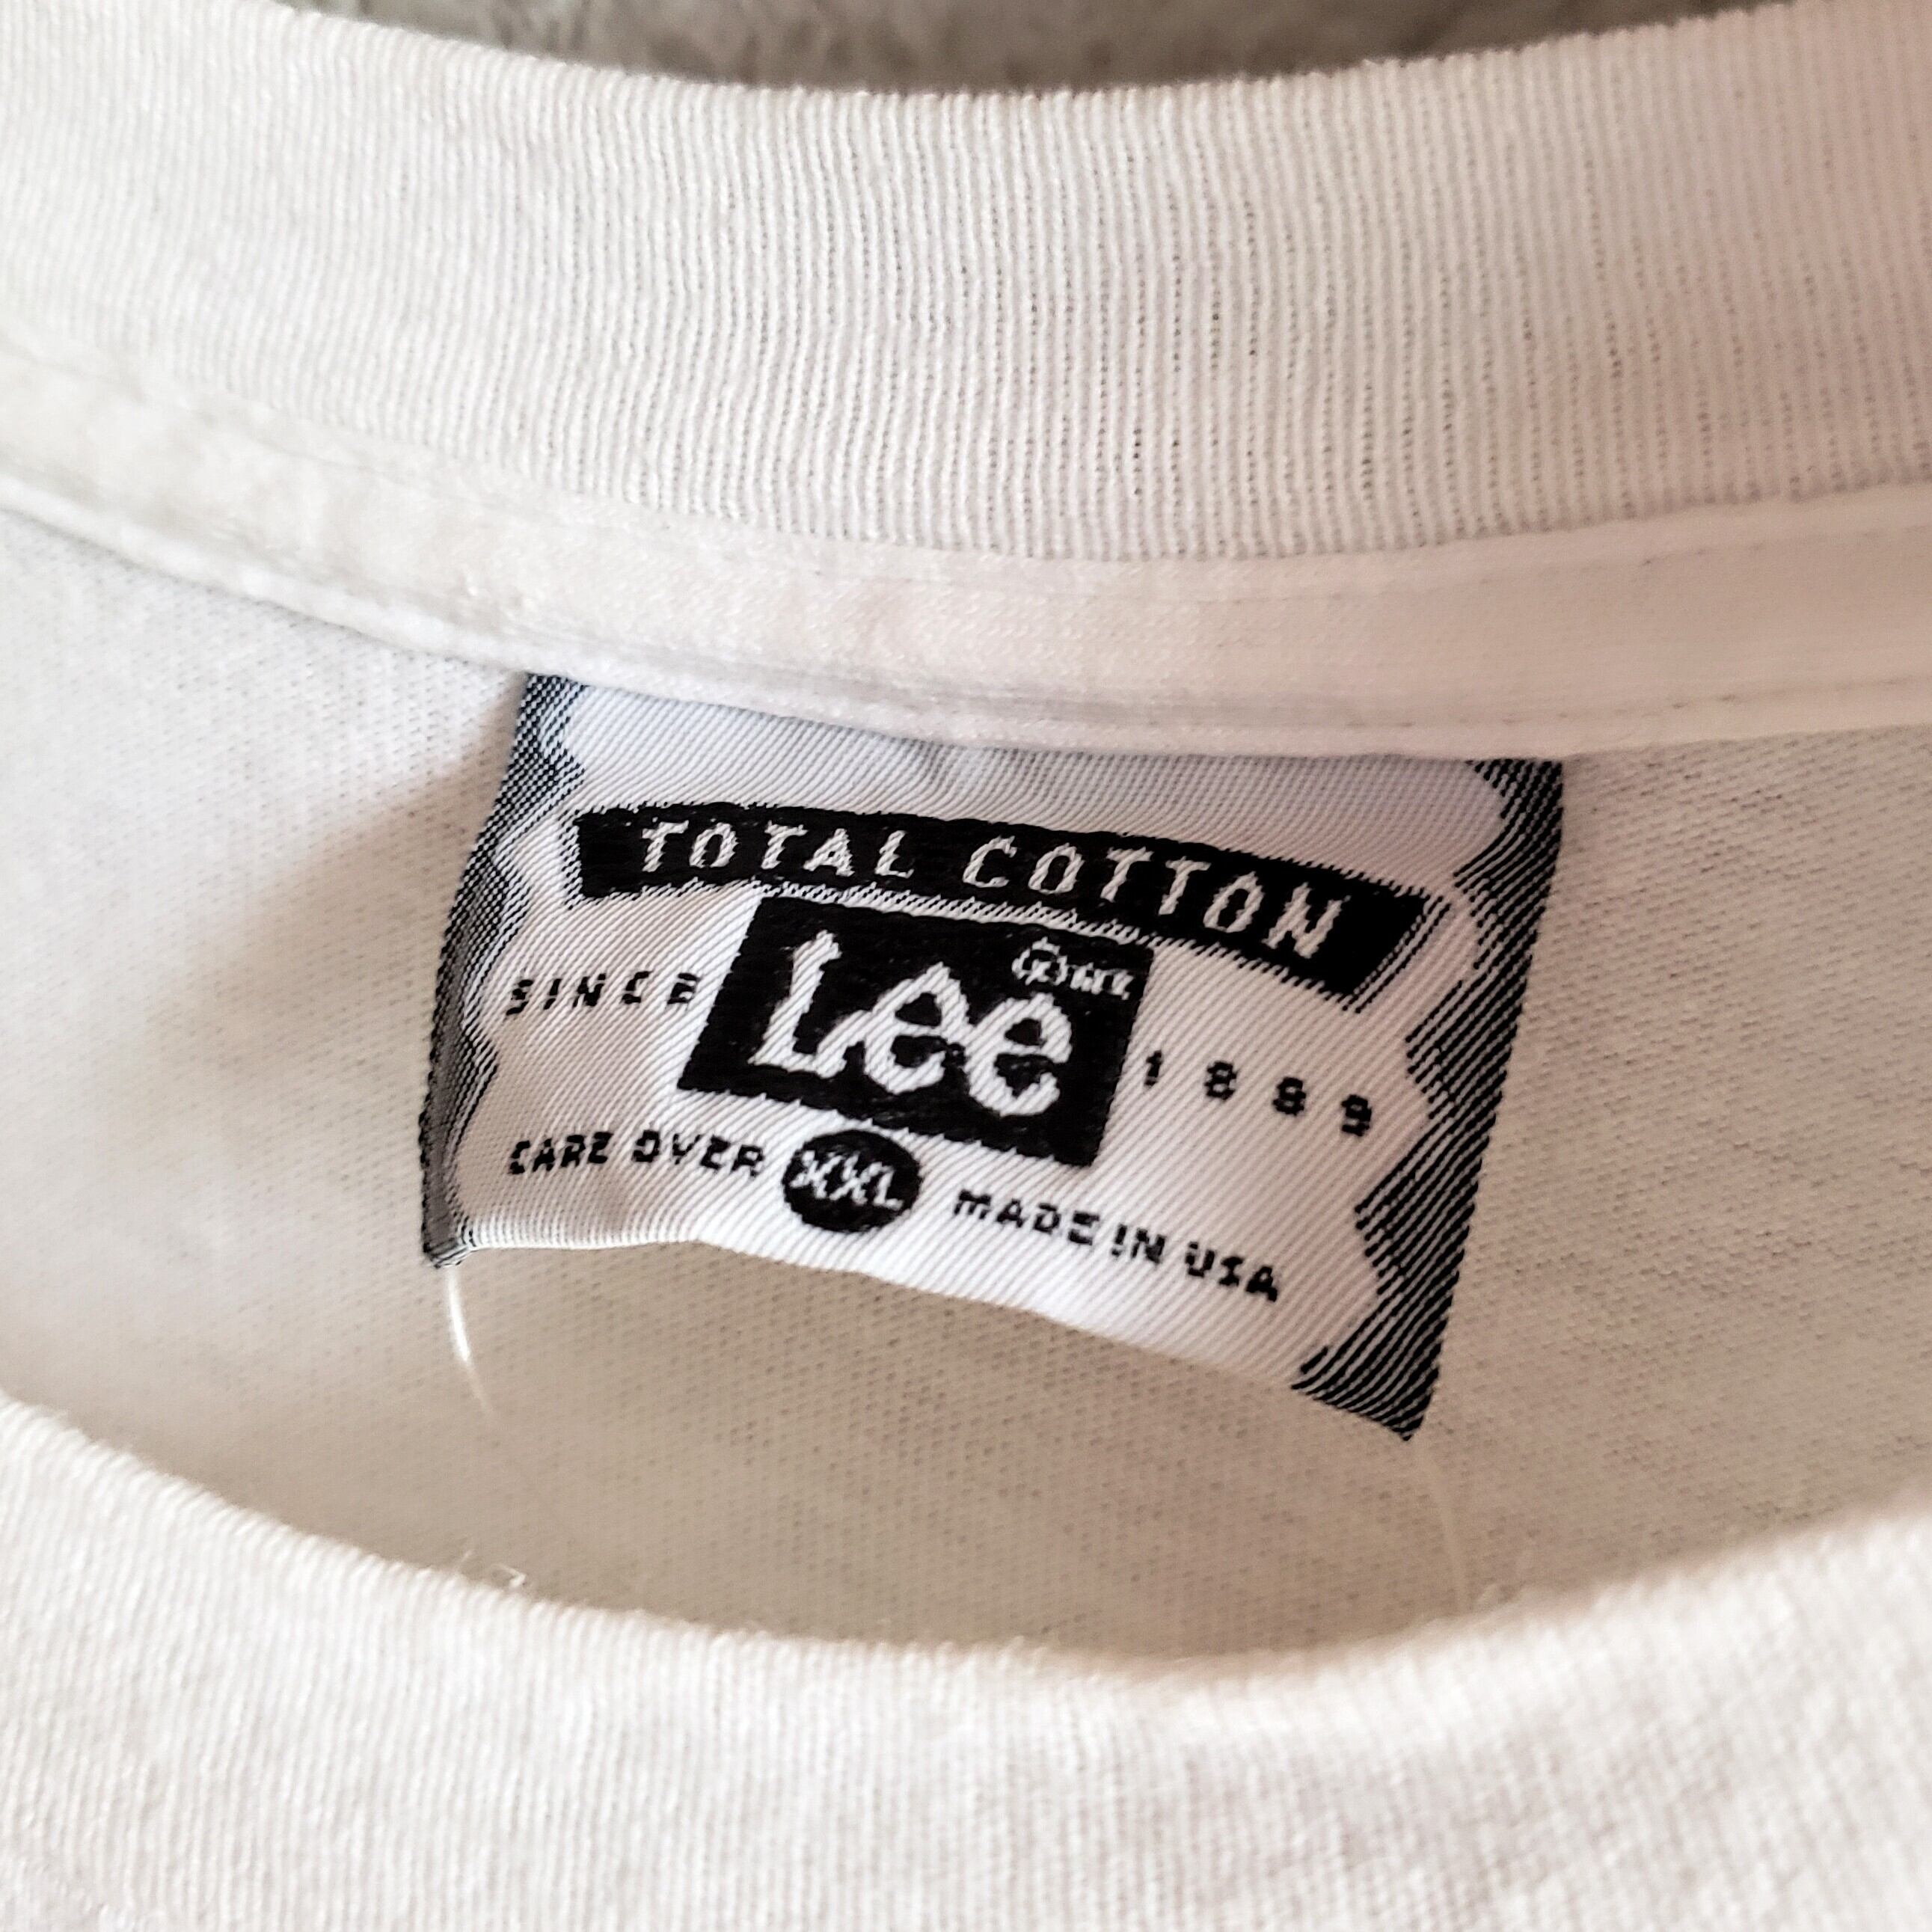 TOTAL COTTON
SINCE Lee 1889
CARE OVER XXL MADE IN USA